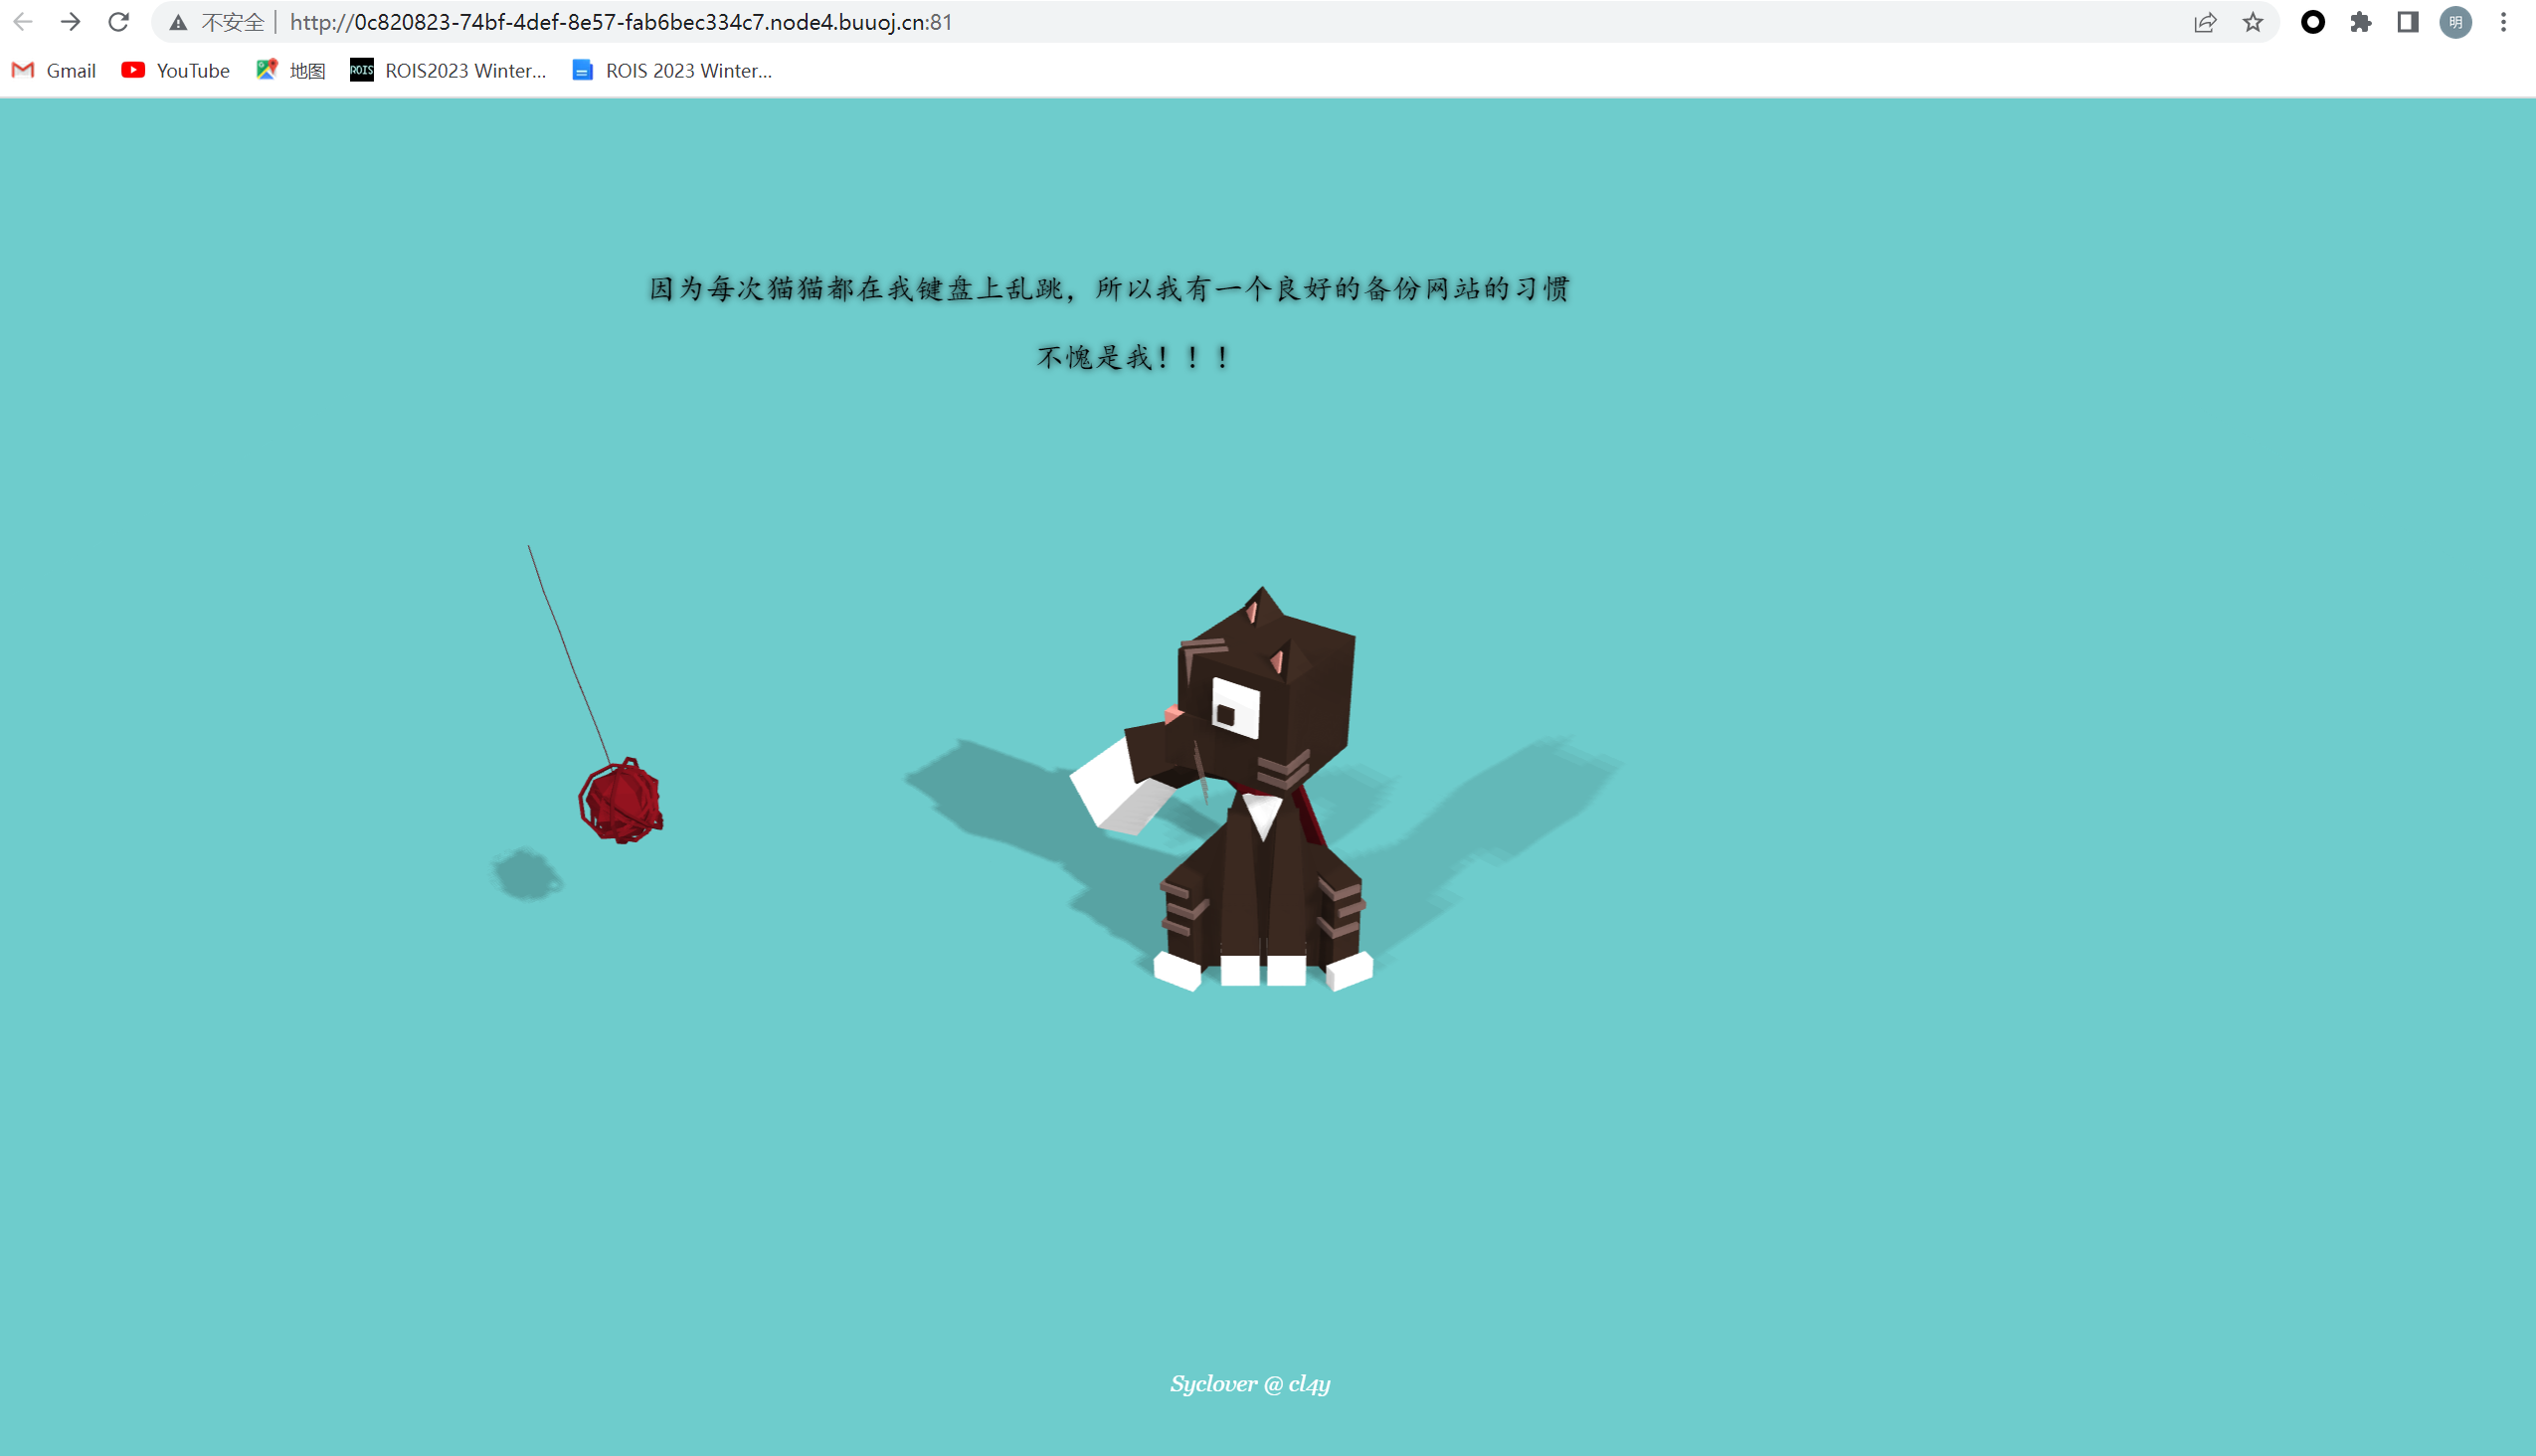 不安全 | http://0c820823-74bf-4def-8e57-fab6bec334c7.node4.buuoj.cn:81
明
Gmail YouTube 地图 ROIS ROIS2023 Winter... ROIS 2023 Winter...
因为每次猫猫都在我键盘上乱跳，所以我有一个良好的备份网站的习惯
不愧是我！！！
Syclover @ cl4y